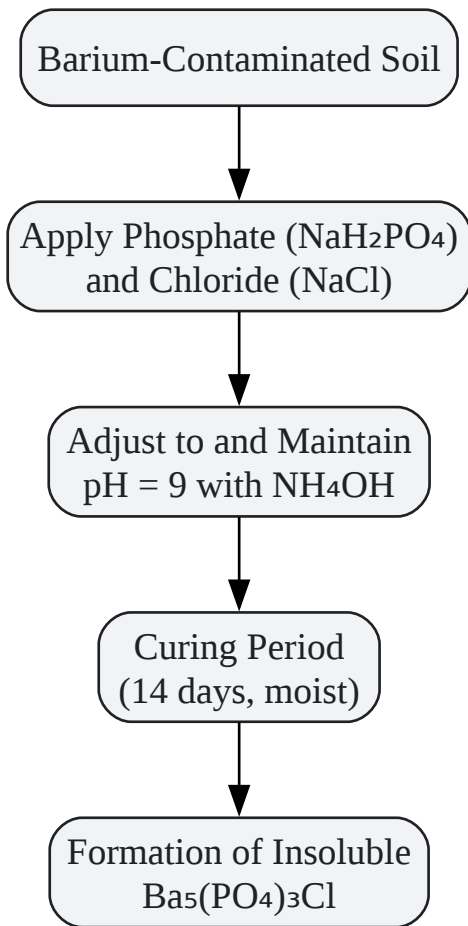 Barium-Contaminated Soil
Apply Phosphate (NaH₂PO₄)
and Chloride (NaCl)
Adjust to and Maintain
pH = 9 with NH₄OH
Curing Period
(14 days, moist)
Formation of Insoluble
Ba₅(PO₄)₃Cl